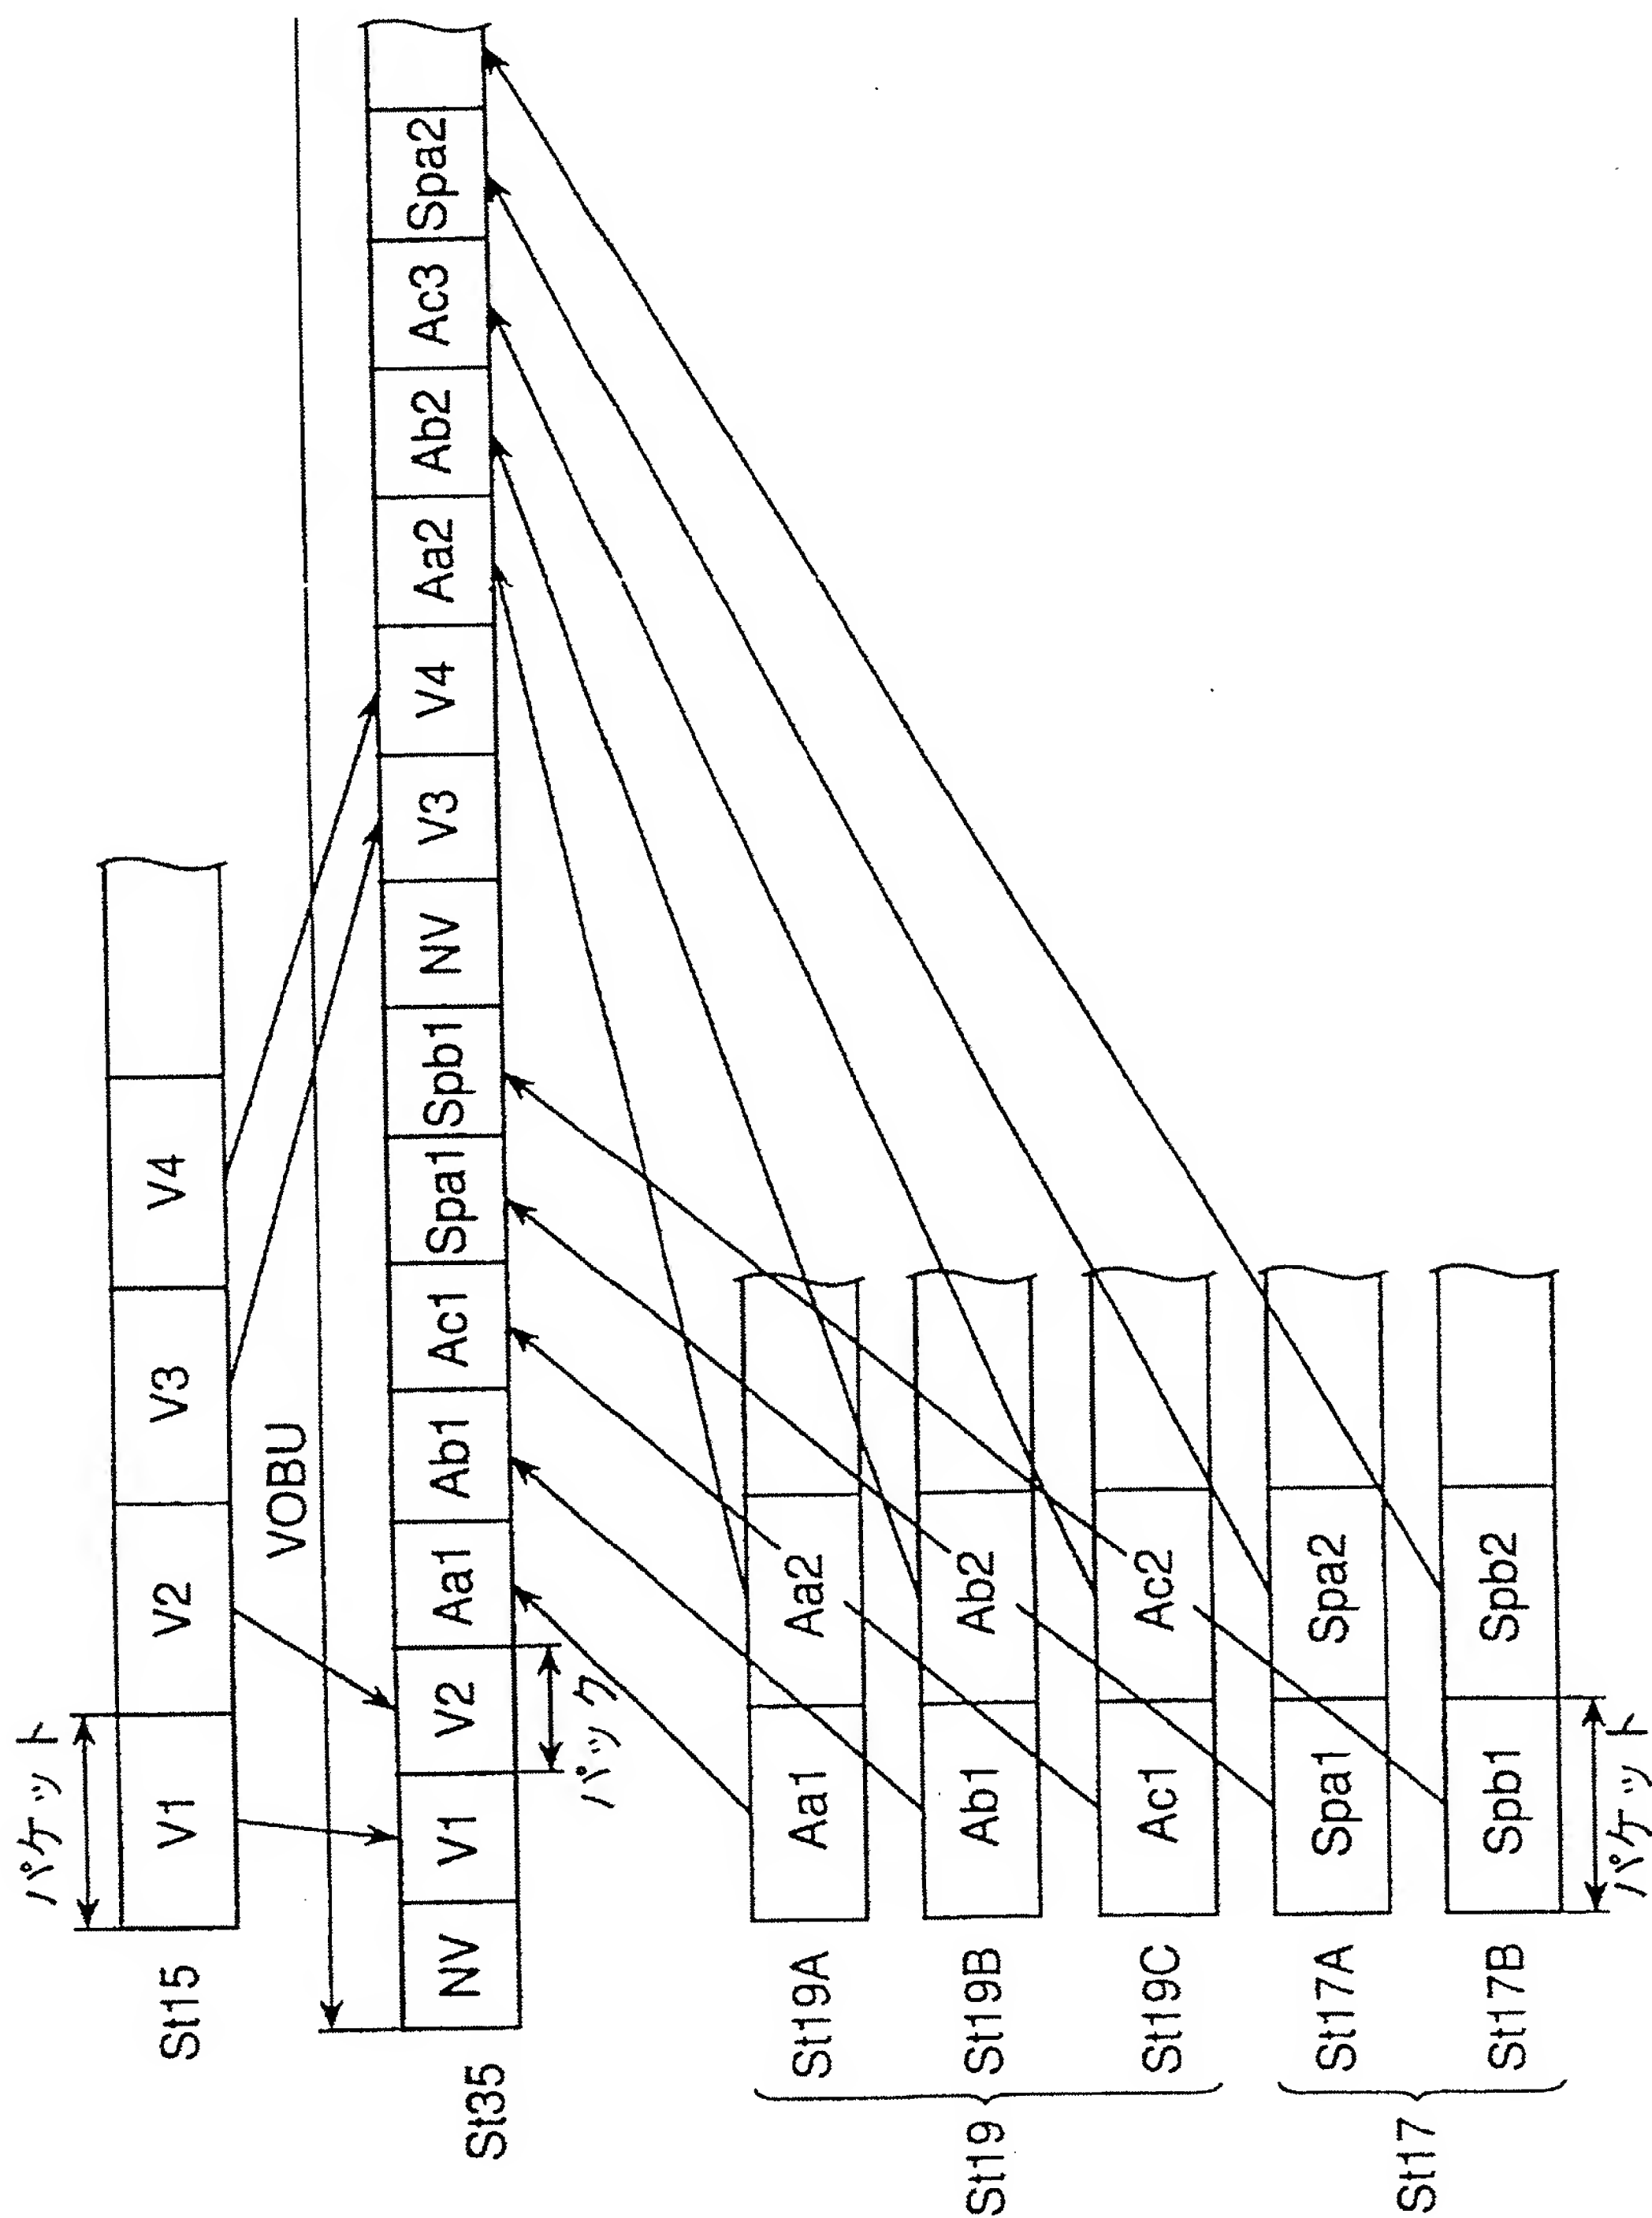 パケット
St15 V1 V2 V3 V4
VOBU
St35 NV V1 V2 Aa1 Ab1 Ac1 Spa1 Spb1 NV V3 V4 Aa2 Ab2 Ac3 Spa2
パック
St19
St19A Aa1 Aa2
St19B Ab1 Ab2
St19C Ac1 Ac2
St17
St17A Spa1 Spa2
St17B Spb1 Spb2
パケット